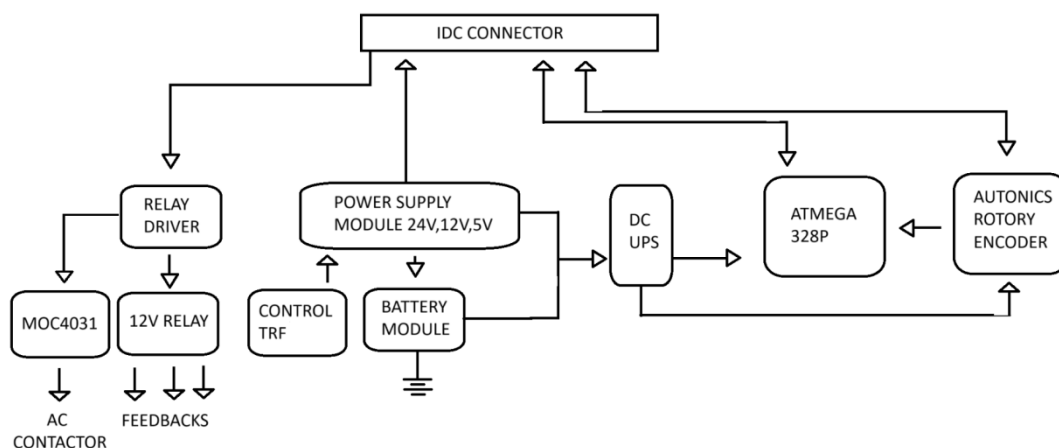 IDC CONNECTOR
RELAY
DRIVER
POWER SUPPLY
MODULE 24V,12V,5V
DC
UPS
ATMEGA
328P
AUTONICS
ROTORY
ENCODER
MOC4031
12V RELAY
CONTROL
TRF
BATTERY
MODULE
AC
CONTACTOR
FEEDBACKS